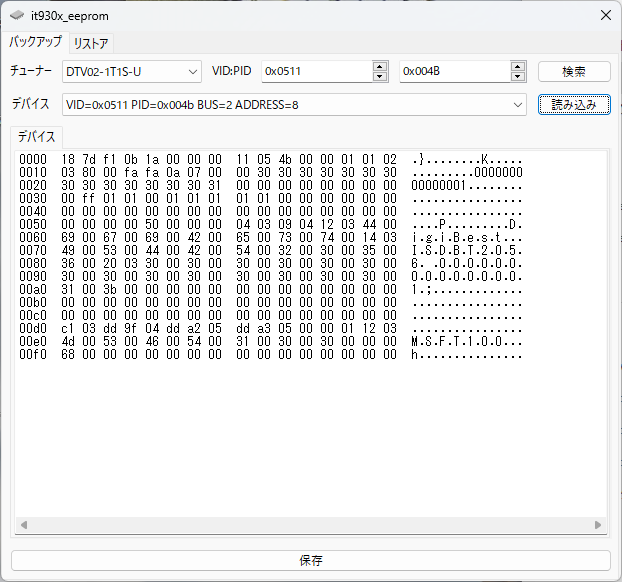 it930x_eeprom
バックアップ リストア
チューナー DTV02-1T1S-U VID:PID 0x0511 0x004B 検索
デバイス VID=0x0511 PID=0x004b BUS=2 ADDRESS=8 読み込み
デバイス
0000 18 7d f1 0b 1a 00 00 00 11 05 4b 00 00 01 01 02 .}........K.....
0010 03 80 00 fa fa 0a 07 00 00 30 30 30 30 30 30 30 .........0000000
0020 30 30 30 30 30 30 30 31 00 00 00 00 00 00 00 00 00000001........
0030 00 ff 01 01 00 01 01 01 01 01 00 00 00 00 00 00 ................
0040 00 00 00 00 00 00 00 00 00 00 00 00 00 00 00 00 ................
0050 00 00 00 00 50 00 00 00 04 03 09 04 12 03 44 00 ....P.........D.
0060 69 00 67 00 69 00 42 00 65 00 73 00 74 00 14 03 i.g.i.B.e.s.t...
0070 49 00 53 00 44 00 42 00 54 00 32 00 30 00 35 00 I.S.D.B.T.2.0.5.
0080 36 00 20 03 30 00 30 00 30 00 30 00 30 00 30 00 6. .0.0.0.0.0.0.
0090 30 00 30 00 30 00 30 00 30 00 30 00 30 00 30 00 0.0.0.0.0.0.0.0.
00a0 31 00 3b 00 00 00 00 00 00 00 00 00 00 00 00 00 1.;.............
00b0 00 00 00 00 00 00 00 00 00 00 00 00 00 00 00 00 ................
00c0 00 00 00 00 00 00 00 00 00 00 00 00 00 00 00 00 ................
00d0 c1 03 dd 9f 04 dd a2 05 dd a3 05 00 00 01 12 03 ................
00e0 4d 00 53 00 46 00 54 00 31 00 30 00 30 00 00 00 M.S.F.T.1.0.0...
00f0 68 00 00 00 00 00 00 00 00 00 00 00 00 00 00 00 h...............
保存